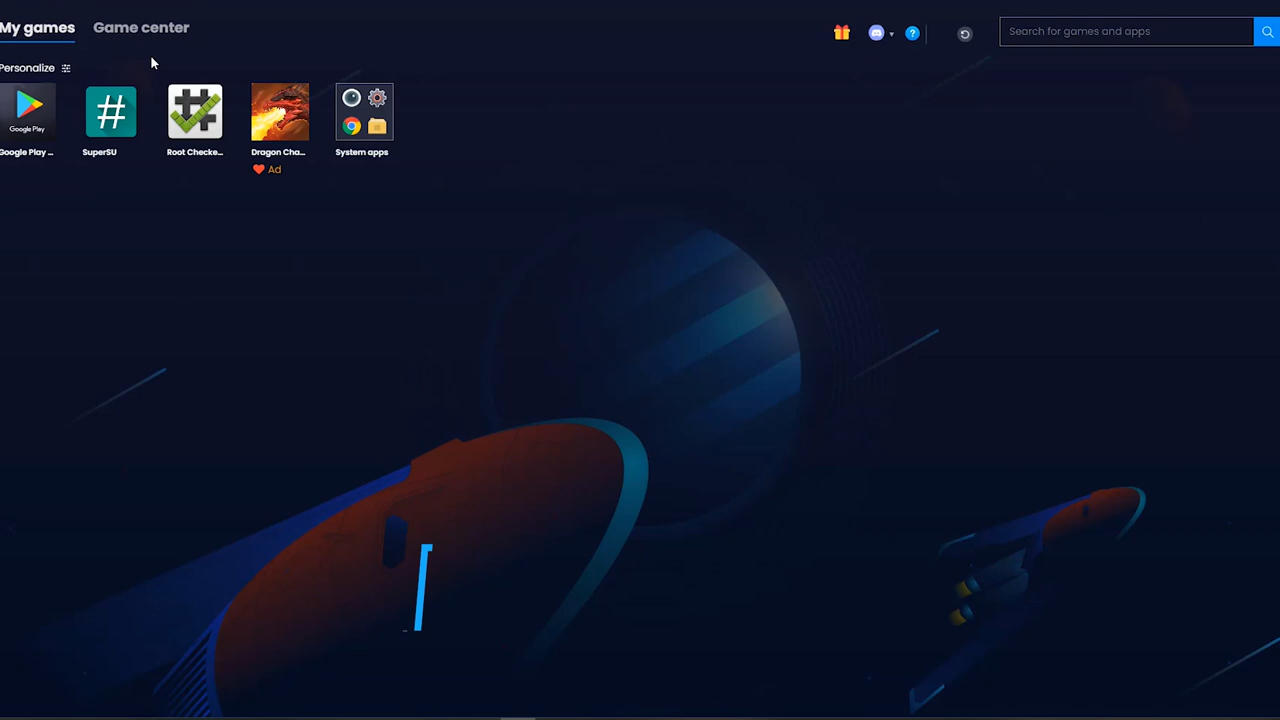 My games Game center
Search for games and apps
Personalize
Google Play
Google Play ...
SuperSU
Root Checke...
Dragon Cha...
System apps
Ad